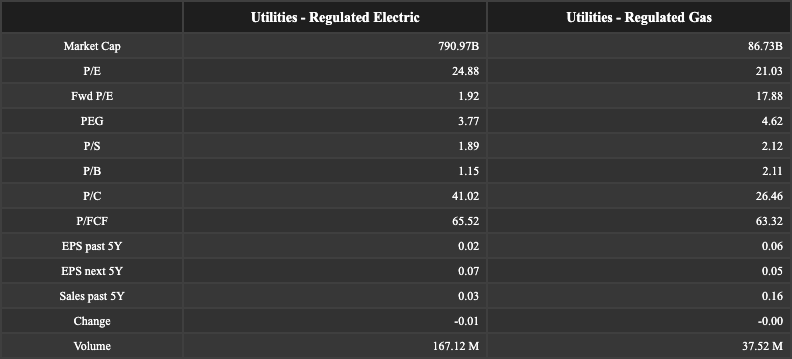 Utilities - Regulated Electric Utilities - Regulated Gas
Market Cap 790.97B 86.73B
P/E 24.88 21.03
Fwd P/E 1.92 17.88
PEG 3.77 4.62
P/S 1.89 2.12
P/B 1.15 2.11
P/C 41.02 26.46
P/FCF 65.52 63.32
EPS past 5Y 0.02 0.06
EPS next 5Y 0.07 0.05
Sales past 5Y 0.03 0.16
Change -0.01 -0.00
Volume 167.12 M 37.52 M